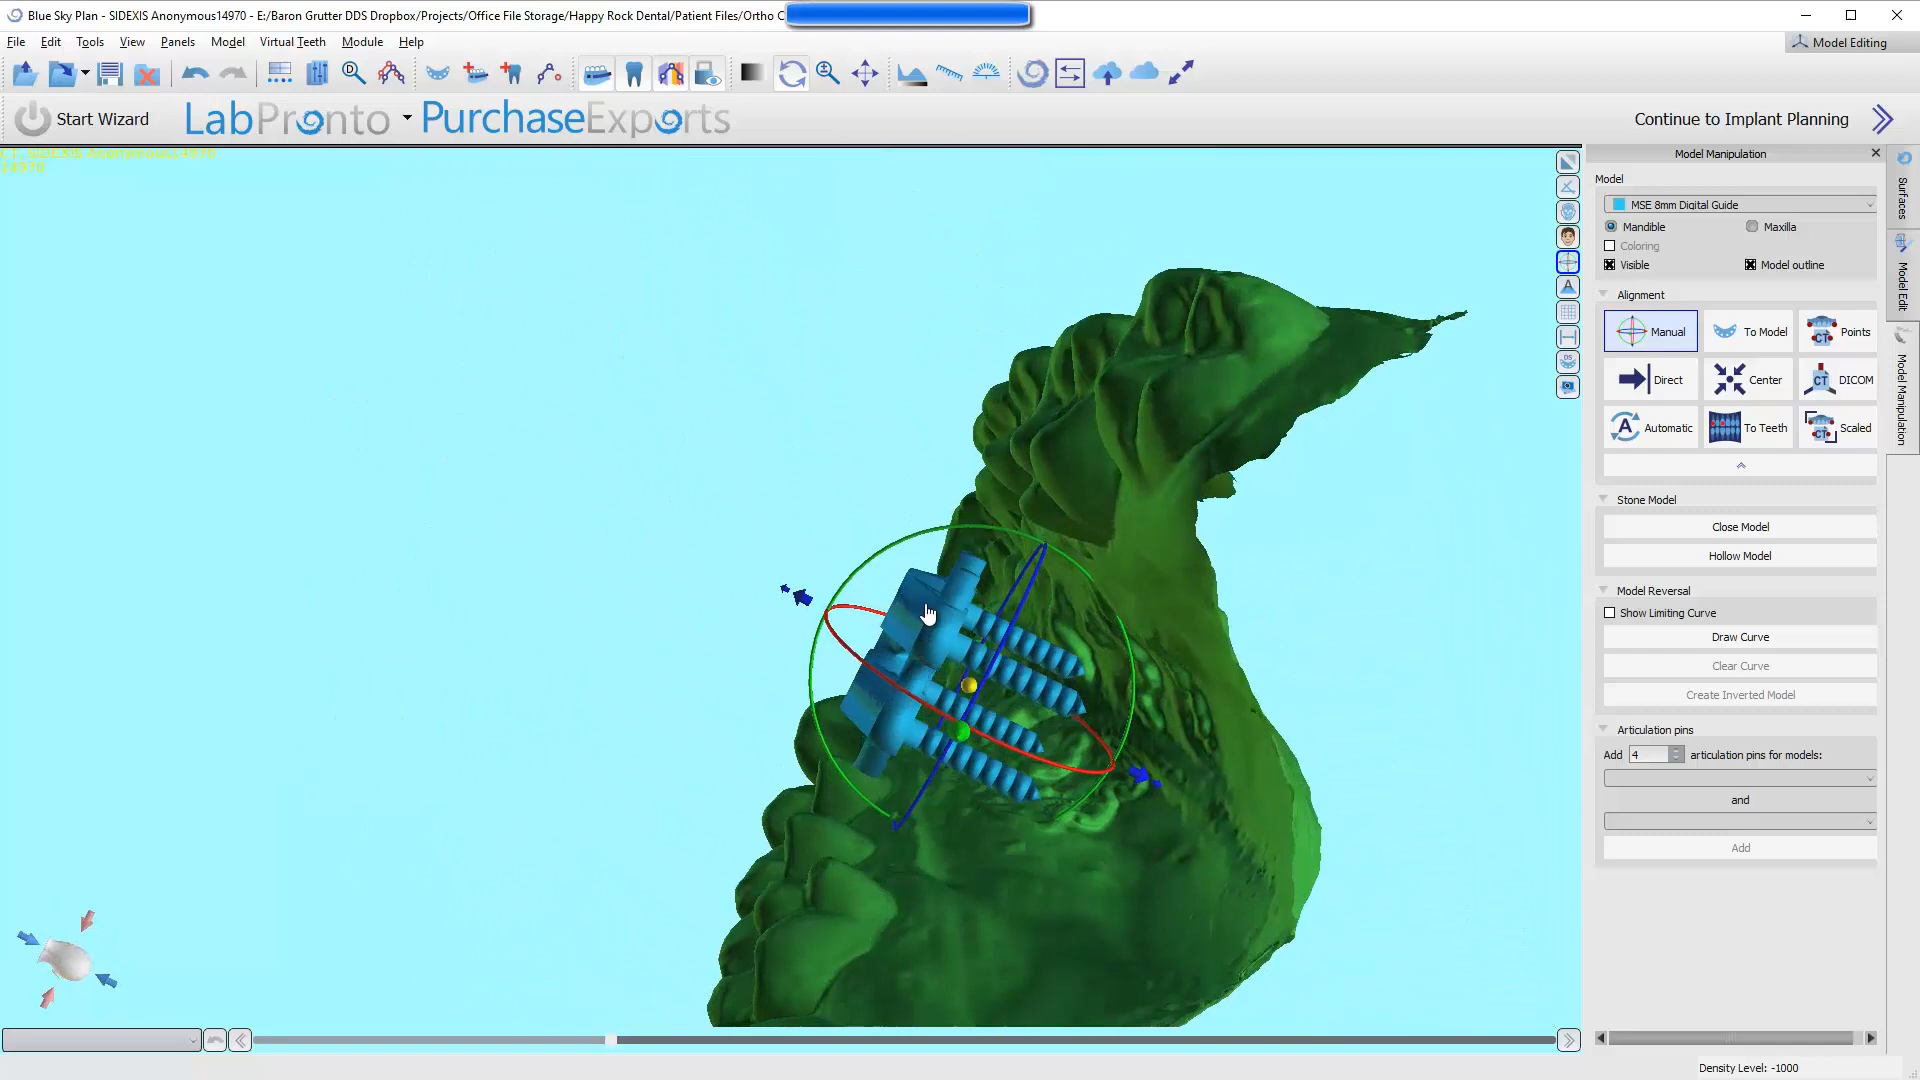 Blue Sky Plan - SIDEXIS Anonymous14970 - E:/Baron Grutter DDS Dropbox/Projects/Office File Storage/Happy Rock Dental/Patient Files/Ortho C
File Edit Tools View Panels Model Virtual Teeth Module Help
Model Editing
Start Wizard LabPronto PurchaseExports Continue to Implant Planning
CT, SIDEXIS Anonymous14970
14970
Model Manipulation
Model
MSE 8mm Digital Guide
Mandible Maxilla
Coloring
Visible Model outline
Alignment
Manual To Model Points
Direct Center DICOM
Automatic To Teeth Scaled
Stone Model
Close Model
Hollow Model
Model Reversal
Show Limiting Curve
Draw Curve
Clear Curve
Create Inverted Model
Articulation pins
Add 4 articulation pins for models:
and
Add
Surfaces
Model Edit
Model Manipulation
Density Level: -1000